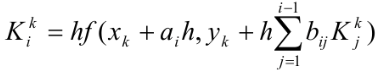 K_i^k = hf(x_k + a_i h, y_k + h\sum_{j=1}^{i-1} b_{ij} K_j^k)